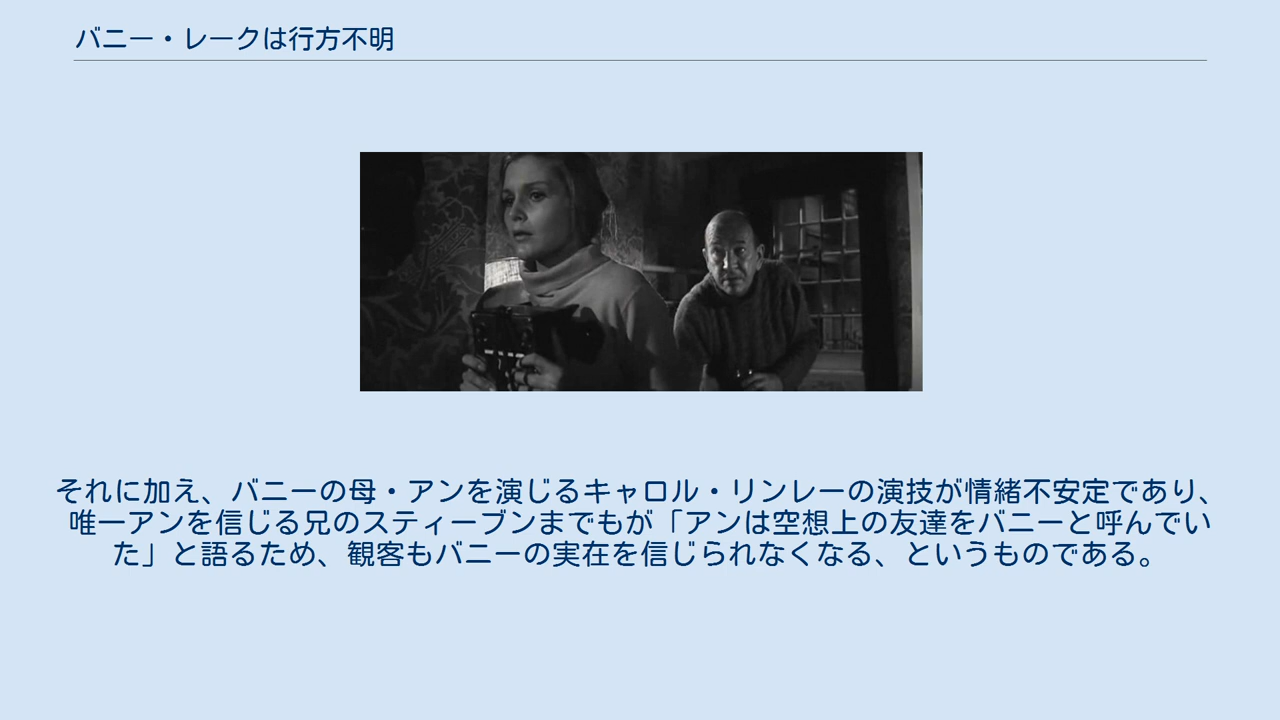 バニー・レークは行方不明
それに加え、バニーの母・アンを演じるキャロル・リンレーの演技が情緒不安定であり、
唯一アンを信じる兄のスティーブンまでもが「アンは空想上の友達をバニーと呼んでい
た」と語るため、観客もバニーの実在を信じられなくなる、というものである。